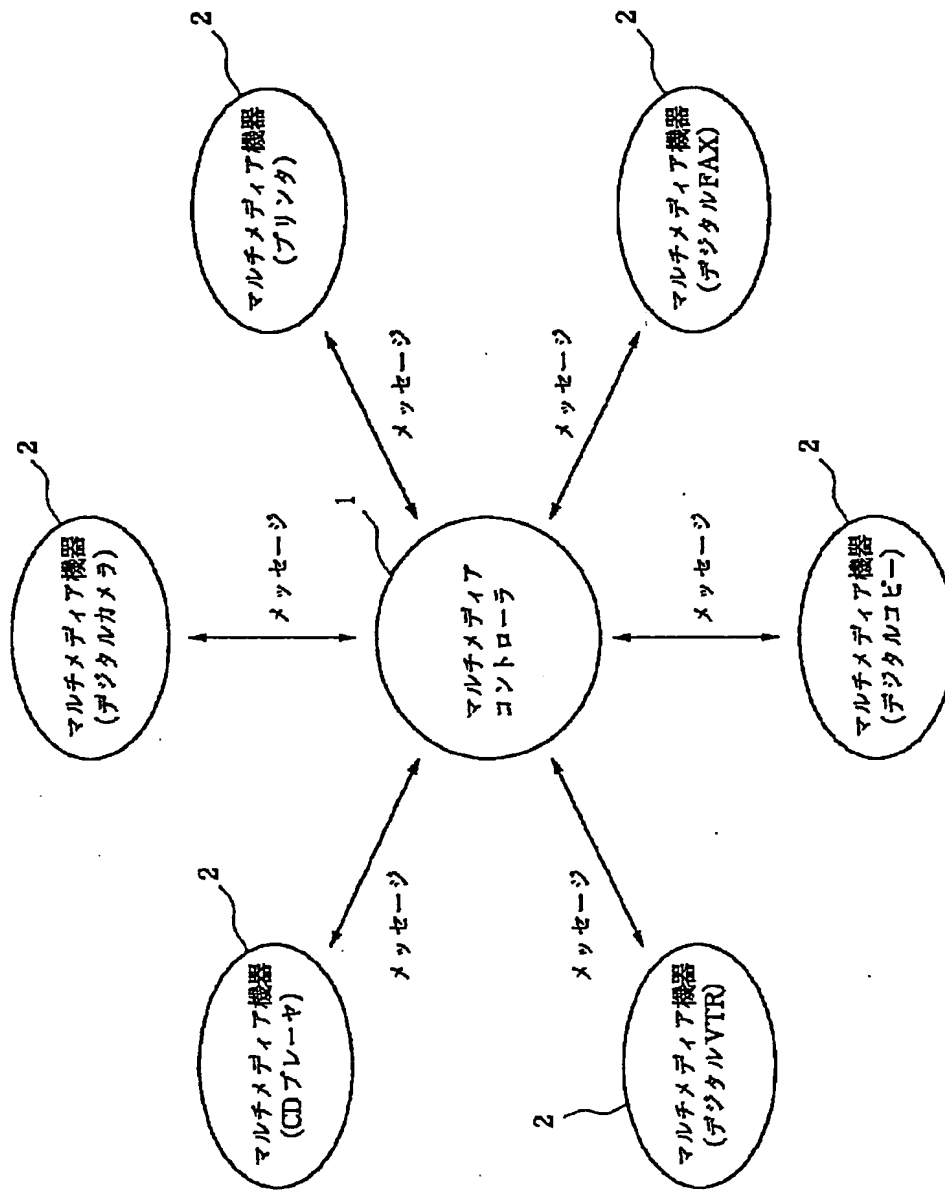 2
マルチメディア機器
(デジタルVTR)
マルチメディア機器
(CDプレーヤ)
2
メッセージ
メッセージ
マルチメディア機器
(デジタルコピー)
2
メッセージ
マルチメディア
コントローラ
1
メッセージ
マルチメディア機器
(デジタルカメラ)
2
メッセージ
メッセージ
マルチメディア機器
(デジタルFAX)
2
マルチメディア機器
(プリンタ)
2